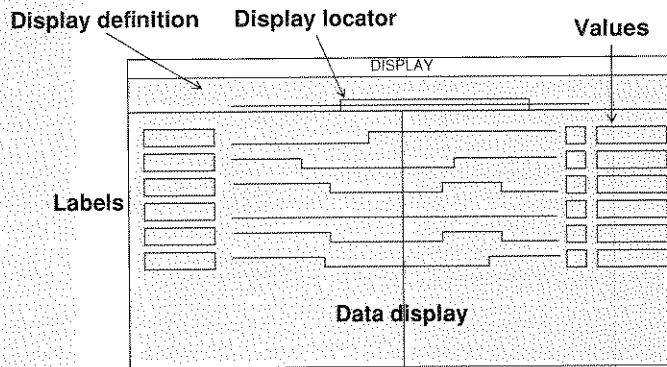 Display definition
Display locator
Values
DISPLAY
Labels
Data display